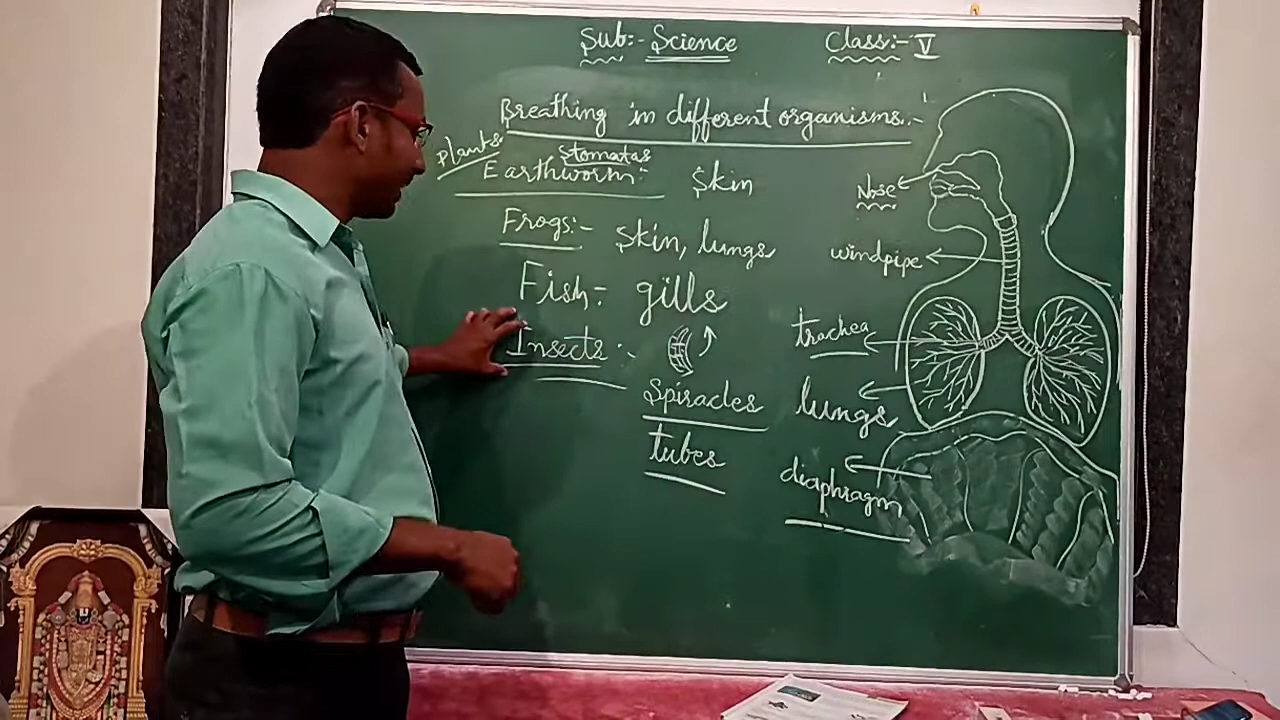 Sub:- Science Class:- V
Breathing in different organisms:-
Plants Stomatas
Earthworm:- Skin
Frogs:- Skin, lungs
Fish:- gills
Insects:-
Spiracles
tubes
Nose
windpipe
trachea
lungs
diaphragm